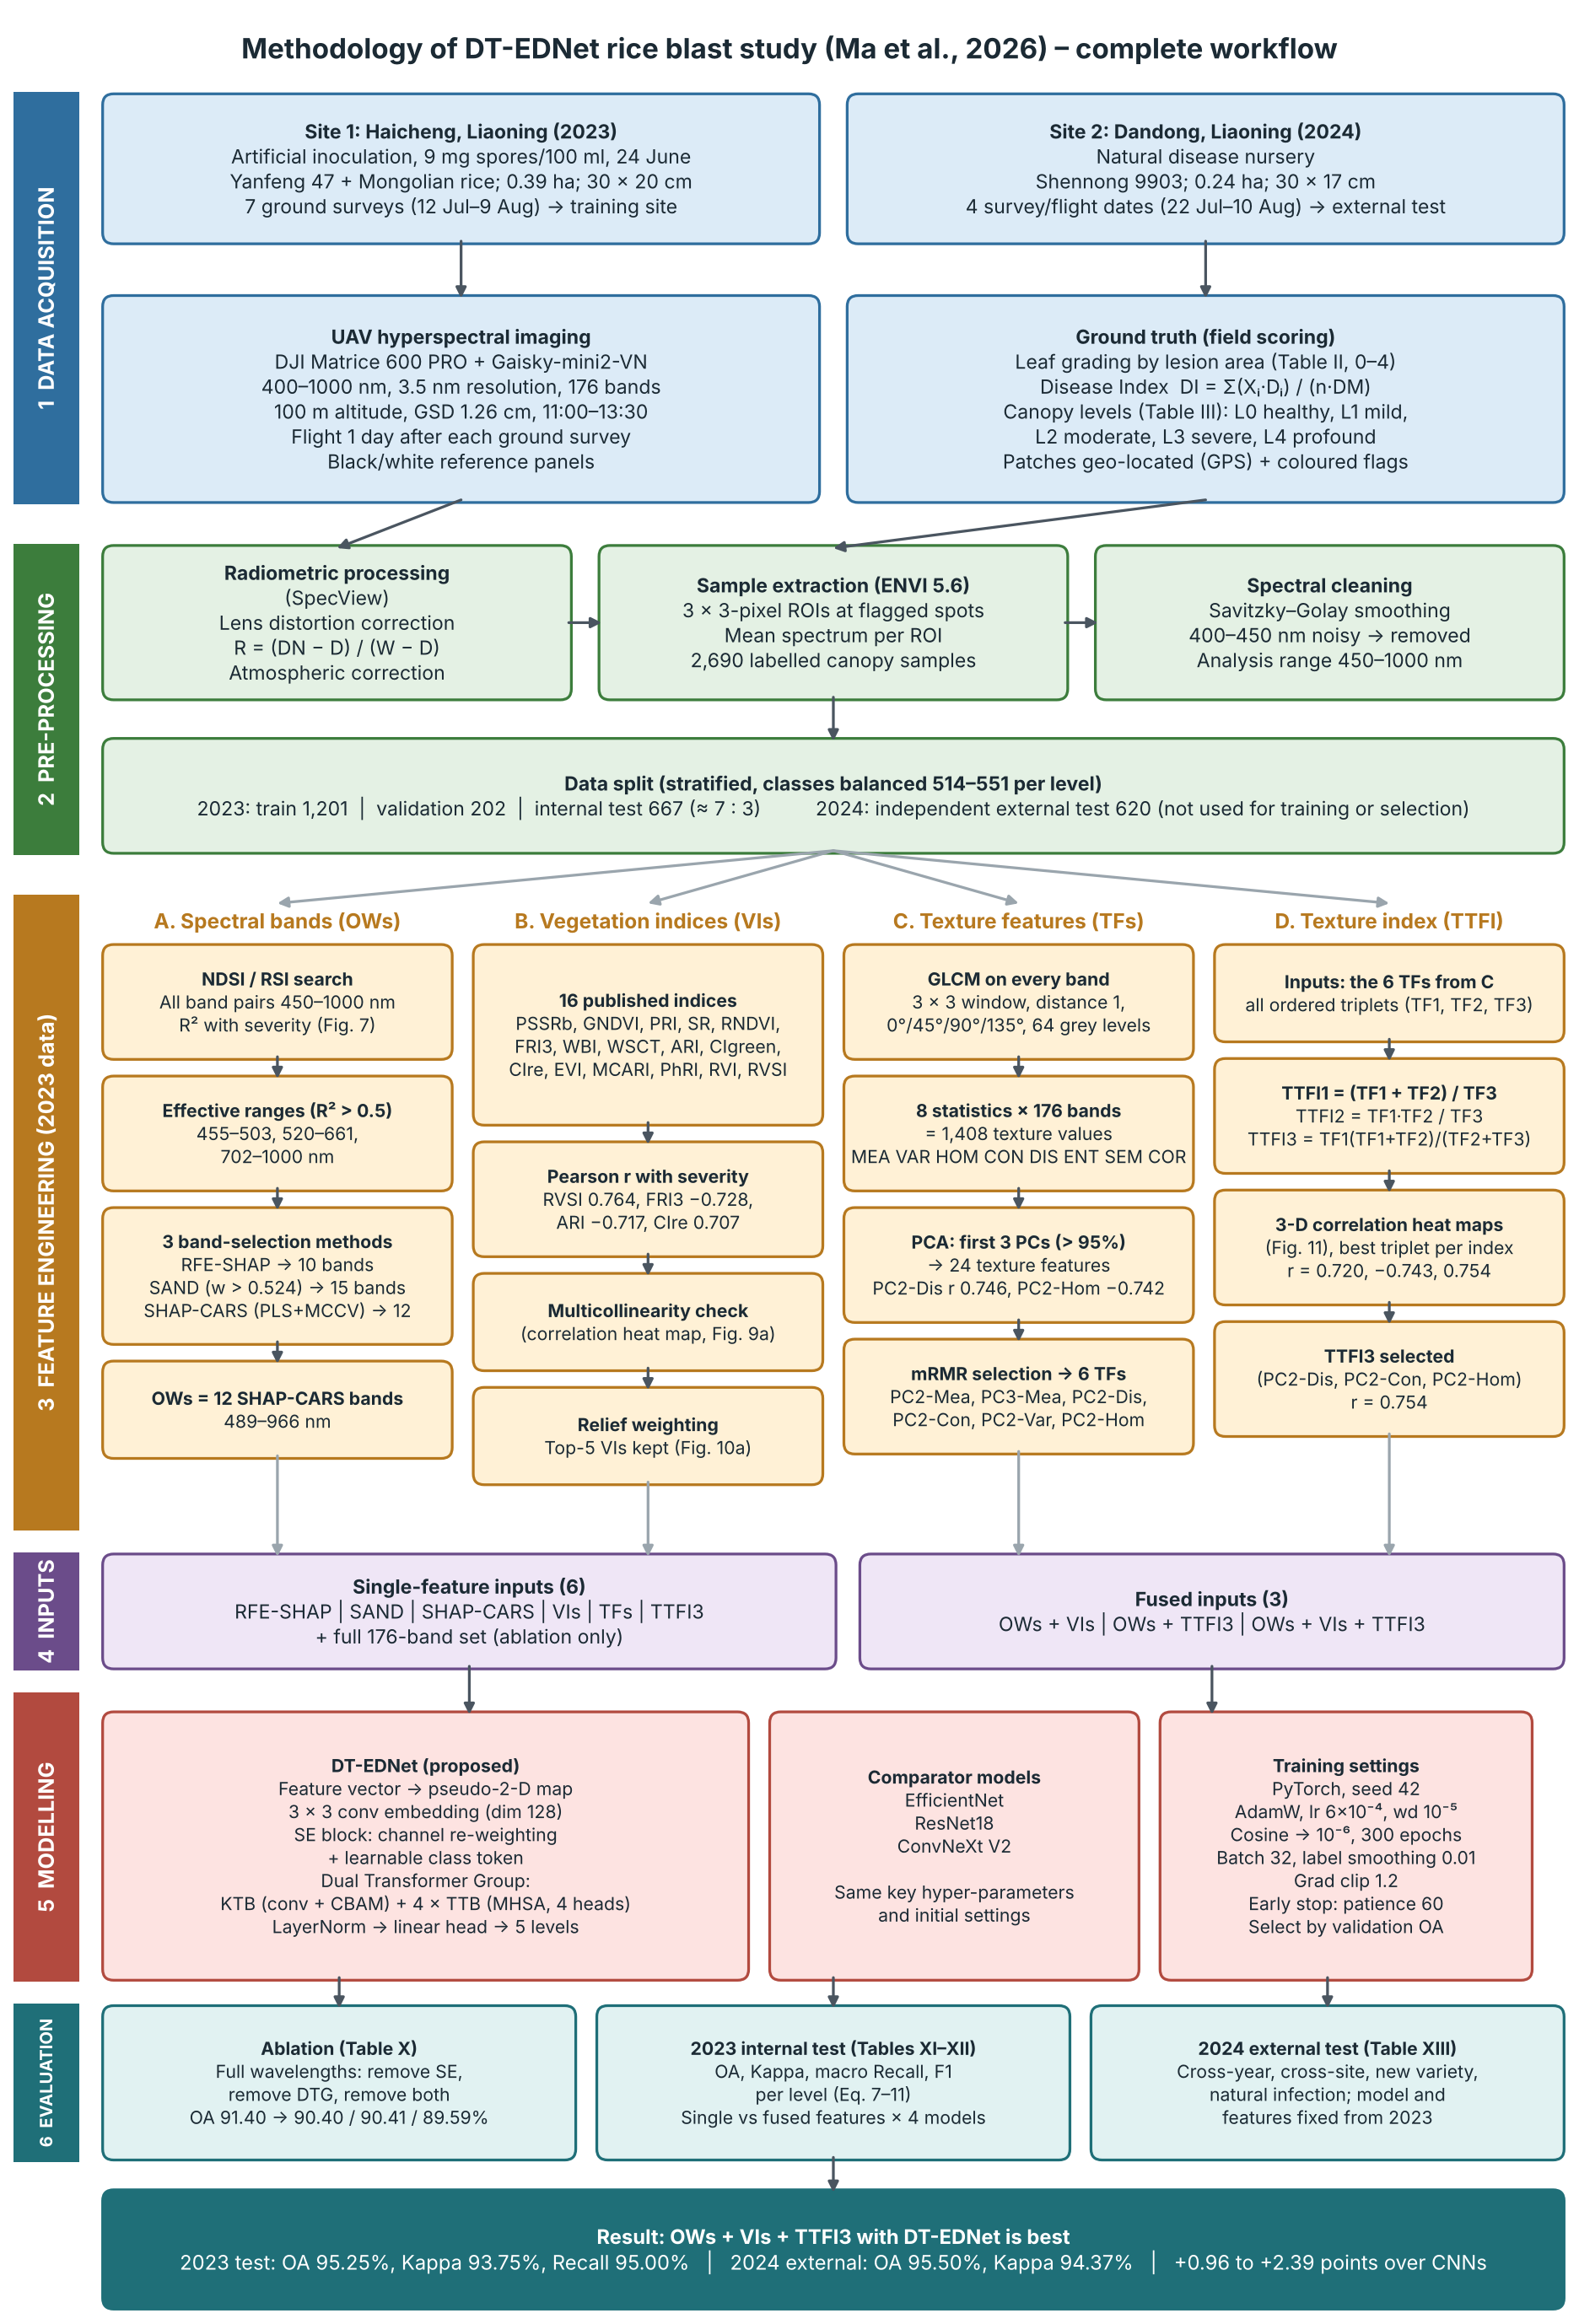 Methodology of DT-EDNet rice blast study (Ma et al., 2026) – complete workflow
1 DATA ACQUISITION
Site 1: Haicheng, Liaoning (2023)
Artificial inoculation, 9 mg spores/100 ml, 24 June
Yanfeng 47 + Mongolian rice; 0.39 ha; 30 × 20 cm
7 ground surveys (12 Jul–9 Aug) → training site
Site 2: Dandong, Liaoning (2024)
Natural disease nursery
Shennong 9903; 0.24 ha; 30 × 17 cm
4 survey/flight dates (22 Jul–10 Aug) → external test
UAV hyperspectral imaging
DJI Matrice 600 PRO + Gaisky-mini2-VN
400–1000 nm, 3.5 nm resolution, 176 bands
100 m altitude, GSD 1.26 cm, 11:00–13:30
Flight 1 day after each ground survey
Black/white reference panels
Ground truth (field scoring)
Leaf grading by lesion area (Table II, 0–4)
Disease Index  DI = Σ(Xᵢ·Dᵢ) / (n·DM)
Canopy levels (Table III): L0 healthy, L1 mild,
L2 moderate, L3 severe, L4 profound
Patches geo-located (GPS) + coloured flags
2 PRE-PROCESSING
Radiometric processing
(SpecView)
Lens distortion correction
R = (DN − D) / (W − D)
Atmospheric correction
Sample extraction (ENVI 5.6)
3 × 3-pixel ROIs at flagged spots
Mean spectrum per ROI
2,690 labelled canopy samples
Spectral cleaning
Savitzky–Golay smoothing
400–450 nm noisy → removed
Analysis range 450–1000 nm
Data split (stratified, classes balanced 514–551 per level)
2023: train 1,201 | validation 202 | internal test 667 (≈ 7 : 3) 2024: independent external test 620 (not used for training or selection)
3 FEATURE ENGINEERING (2023 data)
A. Spectral bands (OWs)
NDSI / RSI search
All band pairs 450–1000 nm
R² with severity (Fig. 7)
Effective ranges (R² > 0.5)
455–503, 520–661,
702–1000 nm
3 band-selection methods
RFE-SHAP → 10 bands
SAND (w > 0.524) → 15 bands
SHAP-CARS (PLS+MCCV) → 12
OWs = 12 SHAP-CARS bands
489–966 nm
B. Vegetation indices (VIs)
16 published indices
PSSRb, GNDVI, PRI, SR, RNDVI,
FRI3, WBI, WSCT, ARI, CIgreen,
CIre, EVI, MCARI, PhRI, RVI, RVSI
Pearson r with severity
RVSI 0.764, FRI3 −0.728,
ARI −0.717, CIre 0.707
Multicollinearity check
(correlation heat map, Fig. 9a)
Relief weighting
Top-5 VIs kept (Fig. 10a)
C. Texture features (TFs)
GLCM on every band
3 × 3 window, distance 1,
0°/45°/90°/135°, 64 grey levels
8 statistics × 176 bands
= 1,408 texture values
MEA VAR HOM CON DIS ENT SEM COR
PCA: first 3 PCs (> 95%)
→ 24 texture features
PC2-Dis r 0.746, PC2-Hom −0.742
mRMR selection → 6 TFs
PC2-Mea, PC3-Mea, PC2-Dis,
PC2-Con, PC2-Var, PC2-Hom
D. Texture index (TTFI)
Inputs: the 6 TFs from C
all ordered triplets (TF1, TF2, TF3)
TTFI1 = (TF1 + TF2) / TF3
TTFI2 = TF1·TF2 / TF3
TTFI3 = TF1(TF1+TF2)/(TF2+TF3)
3-D correlation heat maps
(Fig. 11), best triplet per index
r = 0.720, −0.743, 0.754
TTFI3 selected
(PC2-Dis, PC2-Con, PC2-Hom)
r = 0.754
4 INPUTS
Single-feature inputs (6)
RFE-SHAP | SAND | SHAP-CARS | VIs | TFs | TTFI3
+ full 176-band set (ablation only)
Fused inputs (3)
OWs + VIs | OWs + TTFI3 | OWs + VIs + TTFI3
5 MODELLING
DT-EDNet (proposed)
Feature vector → pseudo-2-D map
3 × 3 conv embedding (dim 128)
SE block: channel re-weighting
+ learnable class token
Dual Transformer Group:
KTB (conv + CBAM) + 4 × TTB (MHSA, 4 heads)
LayerNorm → linear head → 5 levels
Comparator models
EfficientNet
ResNet18
ConvNeXt V2
Same key hyper-parameters
and initial settings
Training settings
PyTorch, seed 42
AdamW, lr 6×10⁻⁴, wd 10⁻⁵
Cosine → 10⁻⁶, 300 epochs
Batch 32, label smoothing 0.01
Grad clip 1.2
Early stop: patience 60
Select by validation OA
6 EVALUATION
Ablation (Table X)
Full wavelengths: remove SE,
remove DTG, remove both
OA 91.40 → 90.40 / 90.41 / 89.59%
2023 internal test (Tables XI–XII)
OA, Kappa, macro Recall, F1
per level (Eq. 7–11)
Single vs fused features × 4 models
2024 external test (Table XIII)
Cross-year, cross-site, new variety,
natural infection; model and
features fixed from 2023
Result: OWs + VIs + TTFI3 with DT-EDNet is best
2023 test: OA 95.25%, Kappa 93.75%, Recall 95.00% | 2024 external: OA 95.50%, Kappa 94.37% | +0.96 to +2.39 points over CNNs